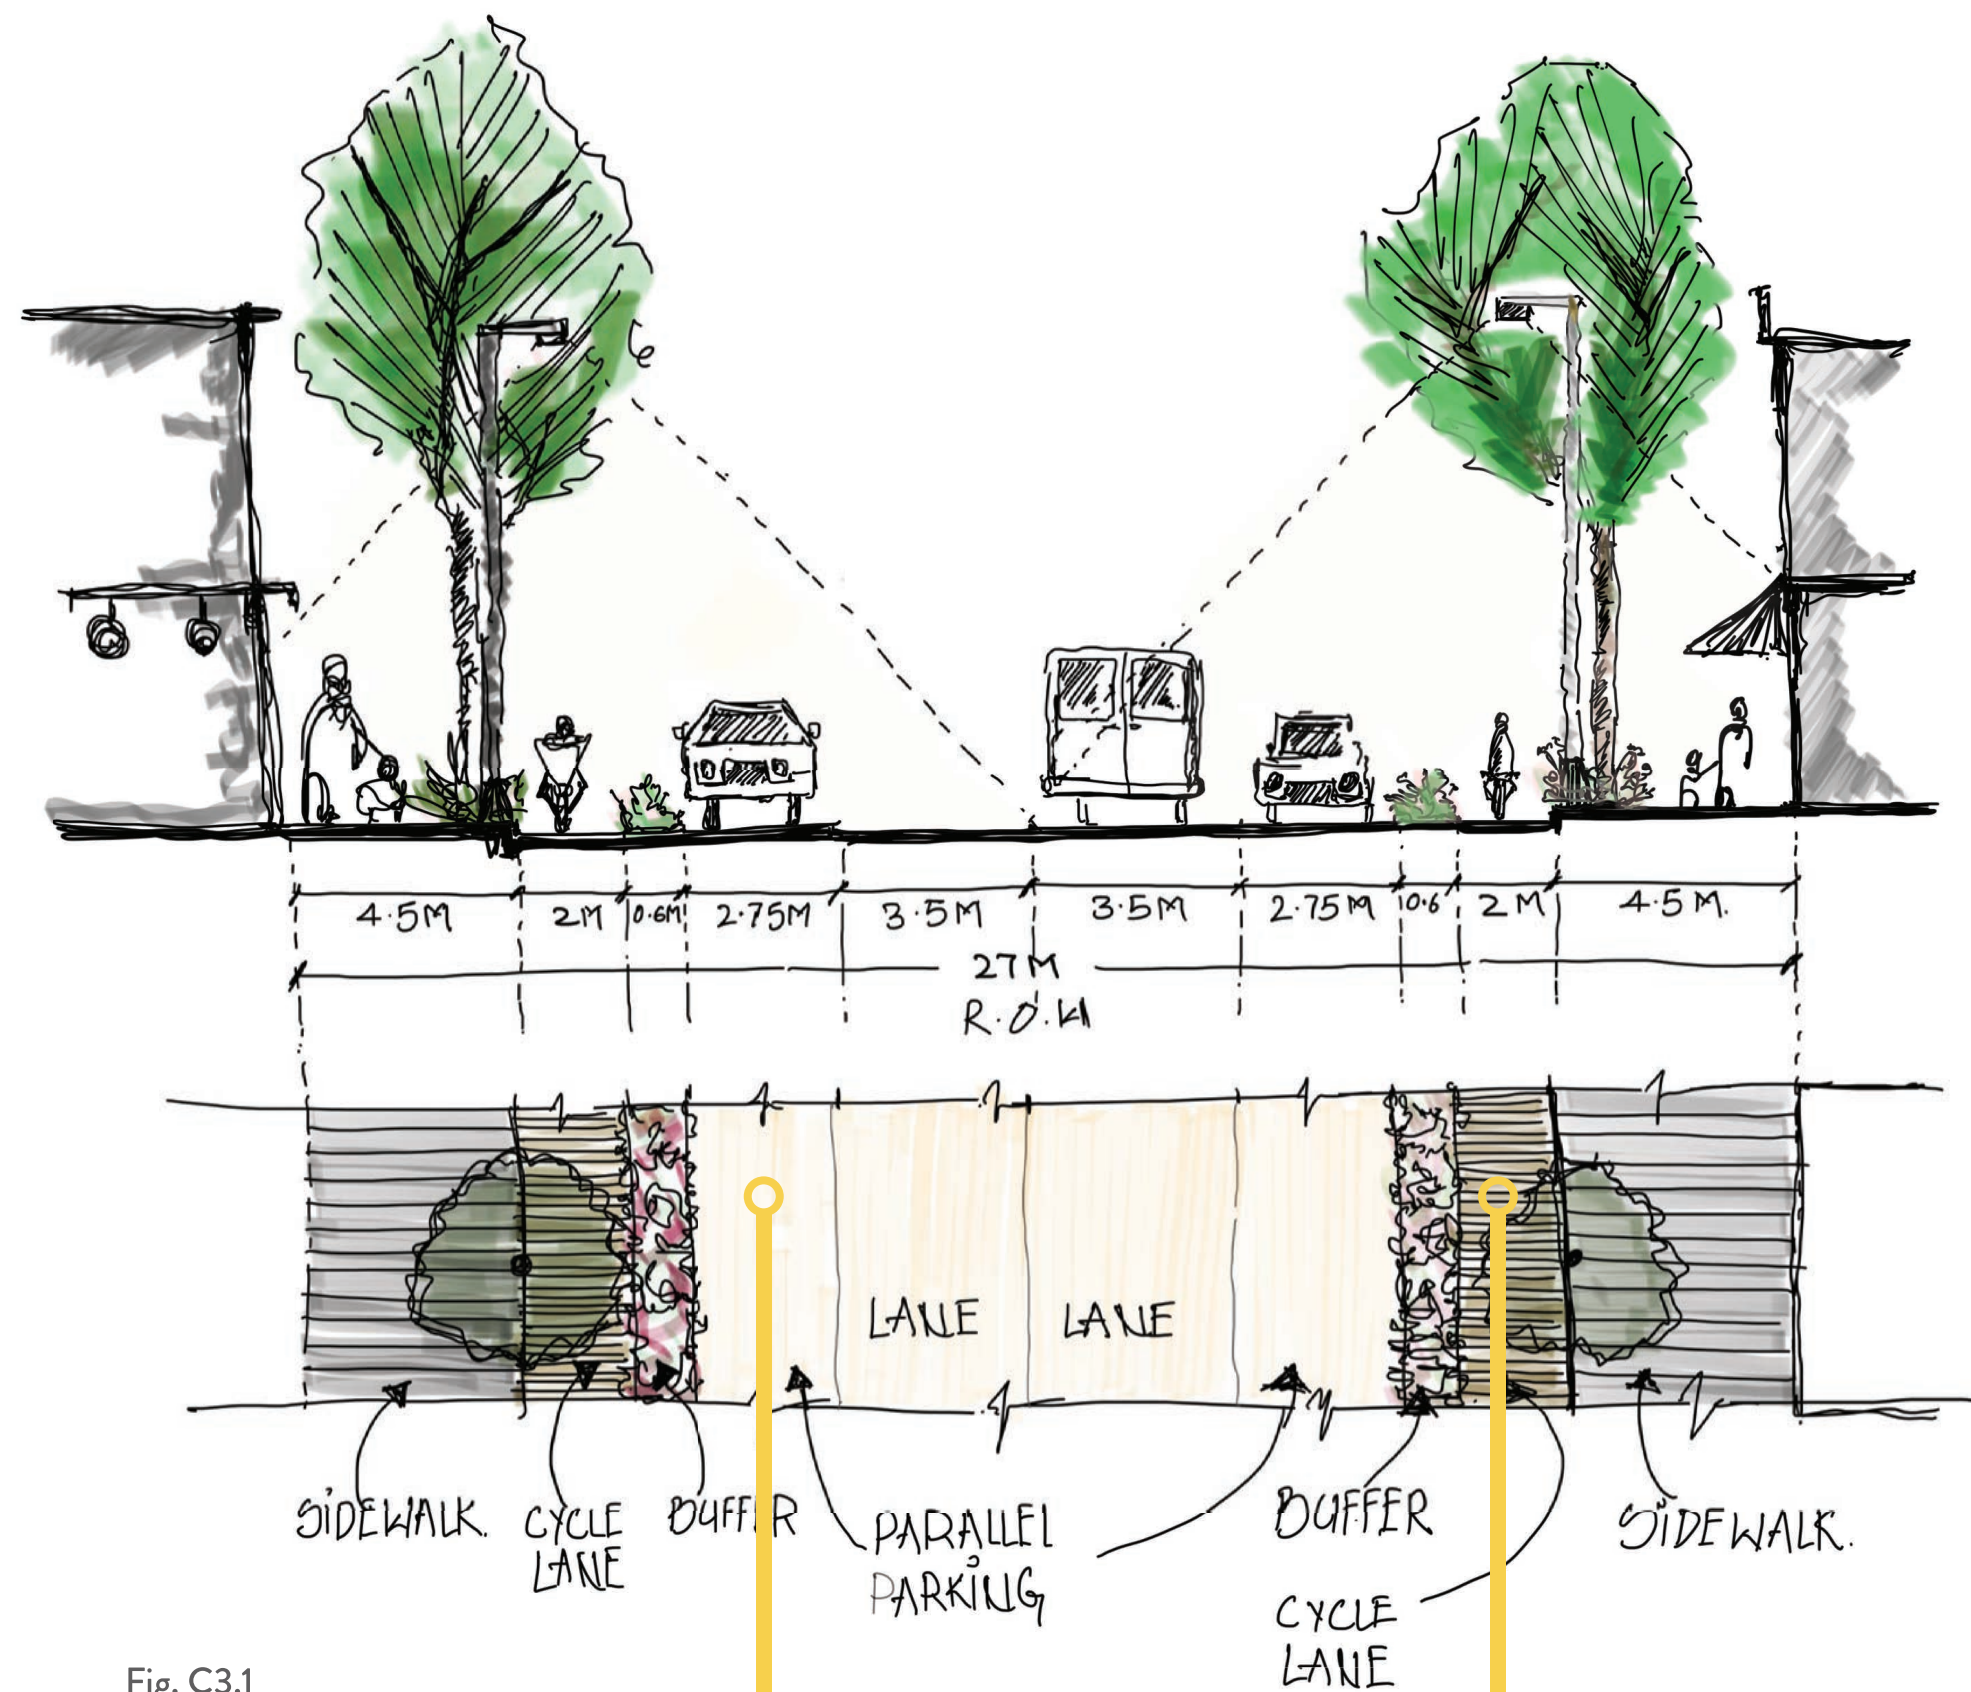 4.5M 2M 0.6M 2.75M 3.5M 3.5M 2.75M 0.6 2M 4.5M.
27M
R.O.W
LANE LANE
SIDEWALK. CYCLE LANE BUFFER PARALLEL PARKING BUFFER SIDEWALK.
CYCLE
LANE
Fig. C3.1